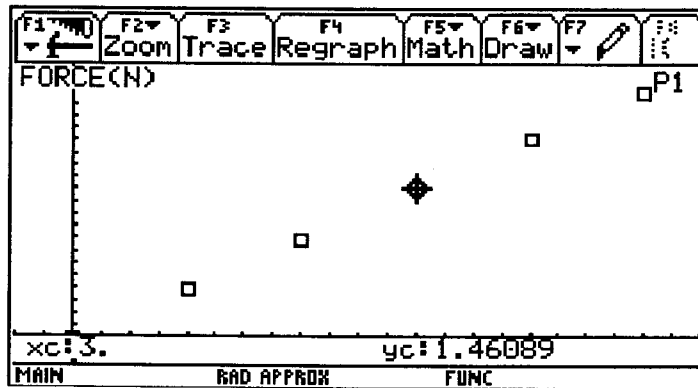 F1 F2 F3 F4 F5 F6 F7
Zoom Trace Regraph Math Draw
FORCE(N) P1
xc:3. yc:1.46089
MAIN RAD APPROX FUNC